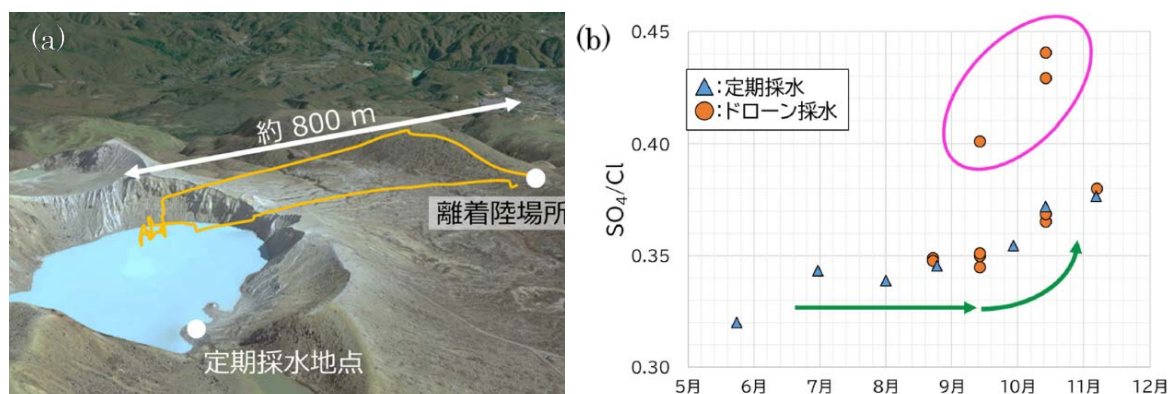 (a)
約 800 m
離着陸場所
定期採水地点
(b)
SO₄/Cl
0.45
0.40
0.35
0.30
▲:定期採水
●:ドローン採水
5月 6月 7月 8月 9月 10月 11月 12月